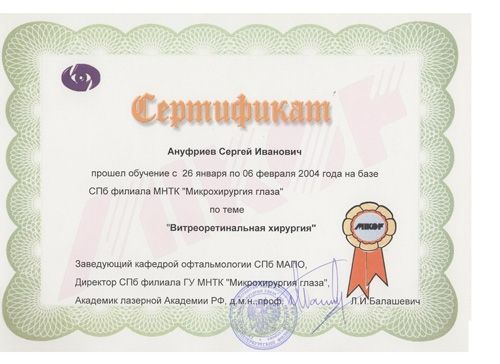 Сертификат
Ануфриев Сергей Иванович
прошел обучение с 26 января по 06 февраля 2004 года на базе
СПб филиала МНТК "Микрохирургия глаза"
по теме
"Витреоретинальная хирургия"
Заведующий кафедрой офтальмологии СПб МАПО,
Директор СПб филиала ГУ МНТК "Микрохирургия глаза",
Академик лазерной Академии РФ, д.м.н.,проф. Л.И.Балашевич